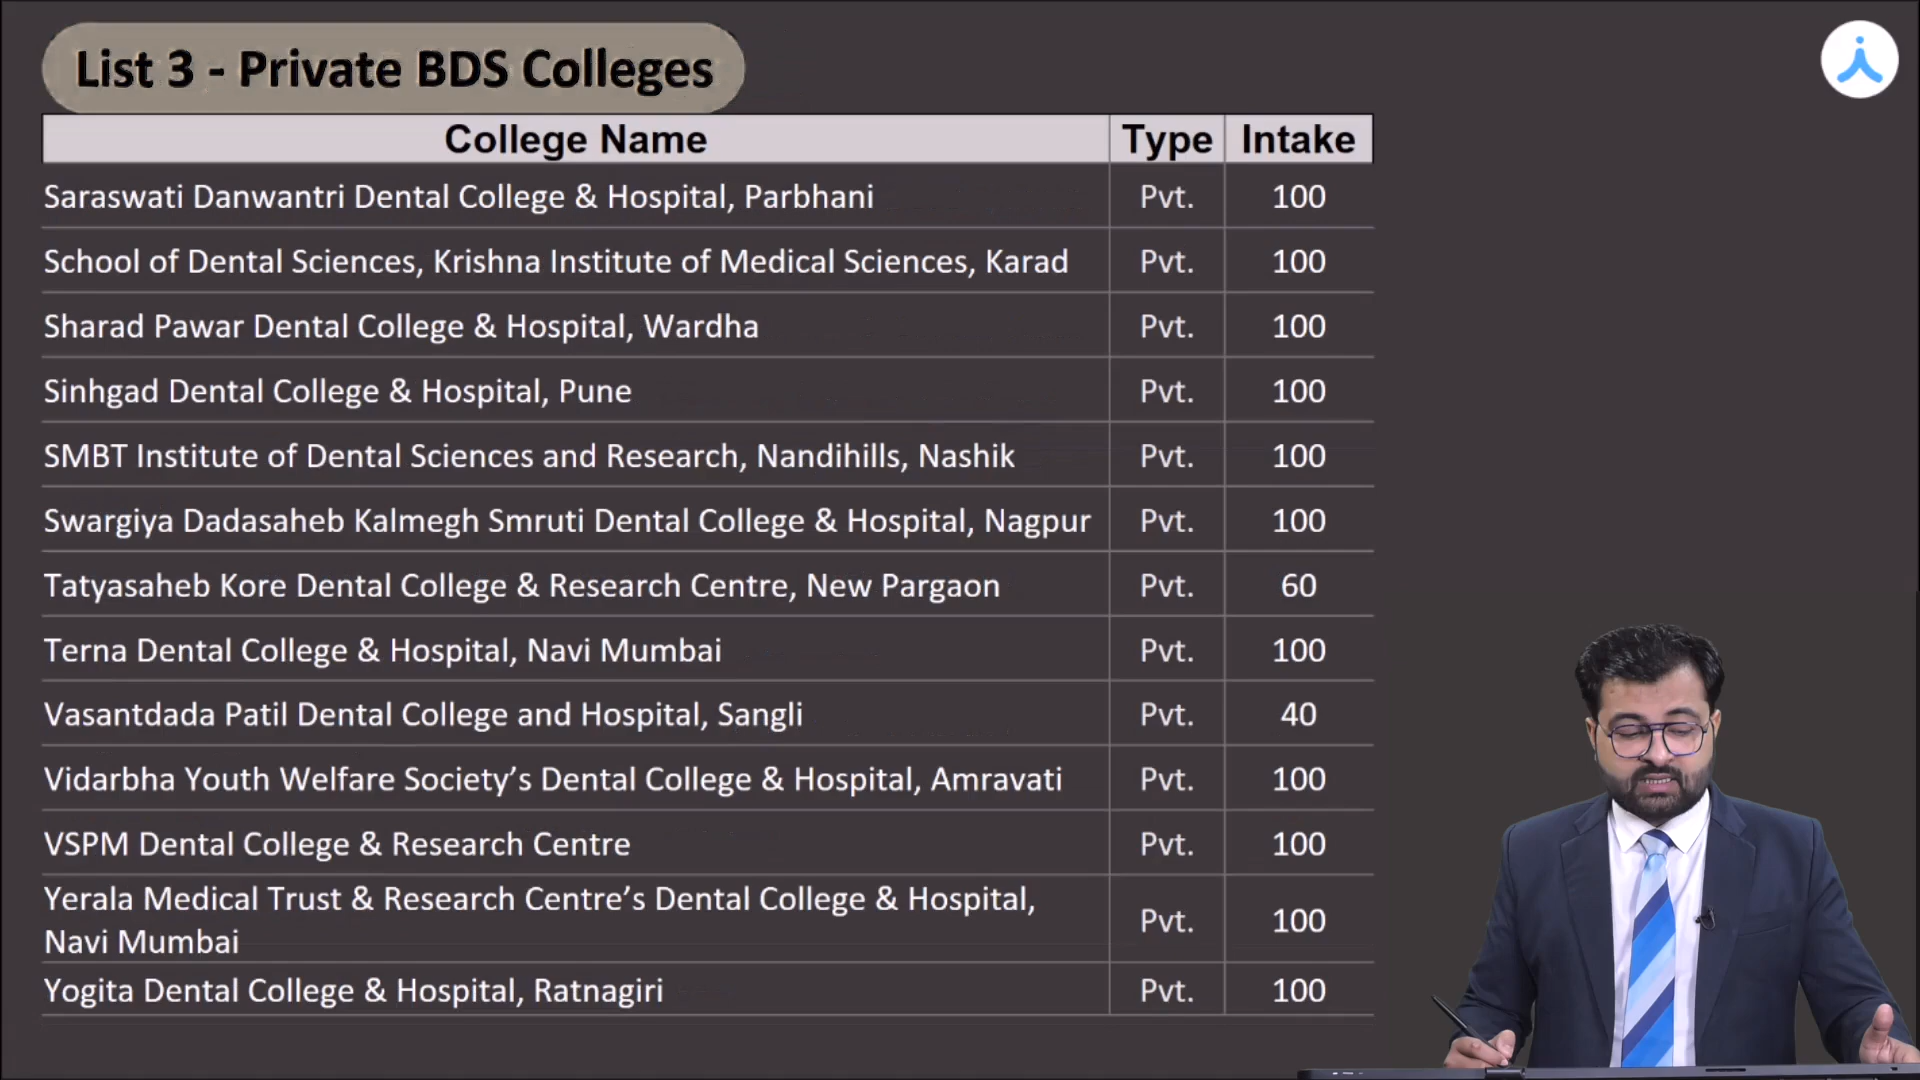 List 3 - Private BDS Colleges
College Name Type Intake
Saraswati Danwantri Dental College & Hospital, Parbhani Pvt. 100
School of Dental Sciences, Krishna Institute of Medical Sciences, Karad Pvt. 100
Sharad Pawar Dental College & Hospital, Wardha Pvt. 100
Sinhgad Dental College & Hospital, Pune Pvt. 100
SMBT Institute of Dental Sciences and Research, Nandihills, Nashik Pvt. 100
Swargiya Dadasaheb Kalmegh Smruti Dental College & Hospital, Nagpur Pvt. 100
Tatyasaheb Kore Dental College & Research Centre, New Pargaon Pvt. 60
Terna Dental College & Hospital, Navi Mumbai Pvt. 100
Vasantdada Patil Dental College and Hospital, Sangli Pvt. 40
Vidarbha Youth Welfare Society’s Dental College & Hospital, Amravati Pvt. 100
VSPM Dental College & Research Centre Pvt. 100
Yerala Medical Trust & Research Centre’s Dental College & Hospital,
Navi Mumbai Pvt. 100
Yogita Dental College & Hospital, Ratnagiri Pvt. 100